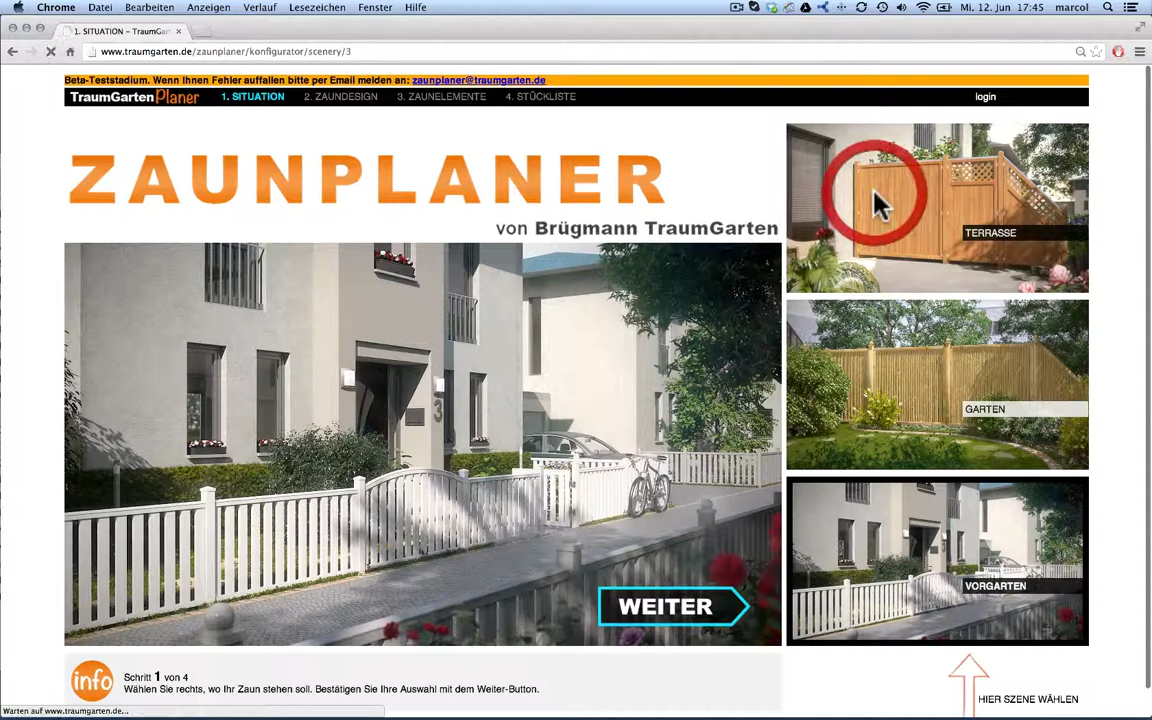 Chrome Datei Bearbeiten Anzeigen Verlauf Lesezeichen Fenster Hilfe
Mi. 12. Jun 17:45 marcol
1. SITUATION – TraumGart
www.traumgarten.de/zaunplaner/konfigurator/scenery/3
Beta-Teststadium. Wenn Ihnen Fehler auffallen bitte per Email melden an: zaunplaner@traumgarten.de
TraumGartenPlaner 1. SITUATION 2. ZAUNDESIGN 3. ZAUNELEMENTE 4. STÜCKLISTE login
ZAUNPLANER
von Brügmann TraumGarten
TERRASSE
GARTEN
3
VORGARTEN
WEITER
info
Schritt 1 von 4
Wählen Sie rechts, wo Ihr Zaun stehen soll. Bestätigen Sie Ihre Auswahl mit dem Weiter-Button.
HIER SZENE WÄHLEN
Warten auf www.traumgarten.de...